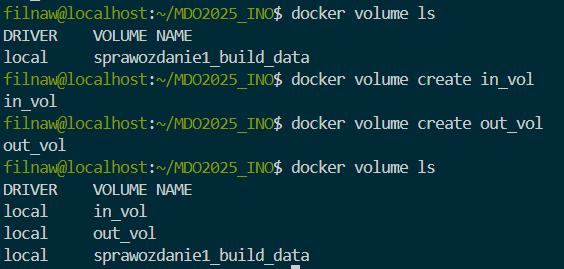 filnaw@localhost:~/MDO2025_INO$ docker volume ls
DRIVER    VOLUME NAME
local     sprawozdanie1_build_data
filnaw@localhost:~/MDO2025_INO$ docker volume create in_vol
in_vol
filnaw@localhost:~/MDO2025_INO$ docker volume create out_vol
out_vol
filnaw@localhost:~/MDO2025_INO$ docker volume ls
DRIVER    VOLUME NAME
local     in_vol
local     out_vol
local     sprawozdanie1_build_data